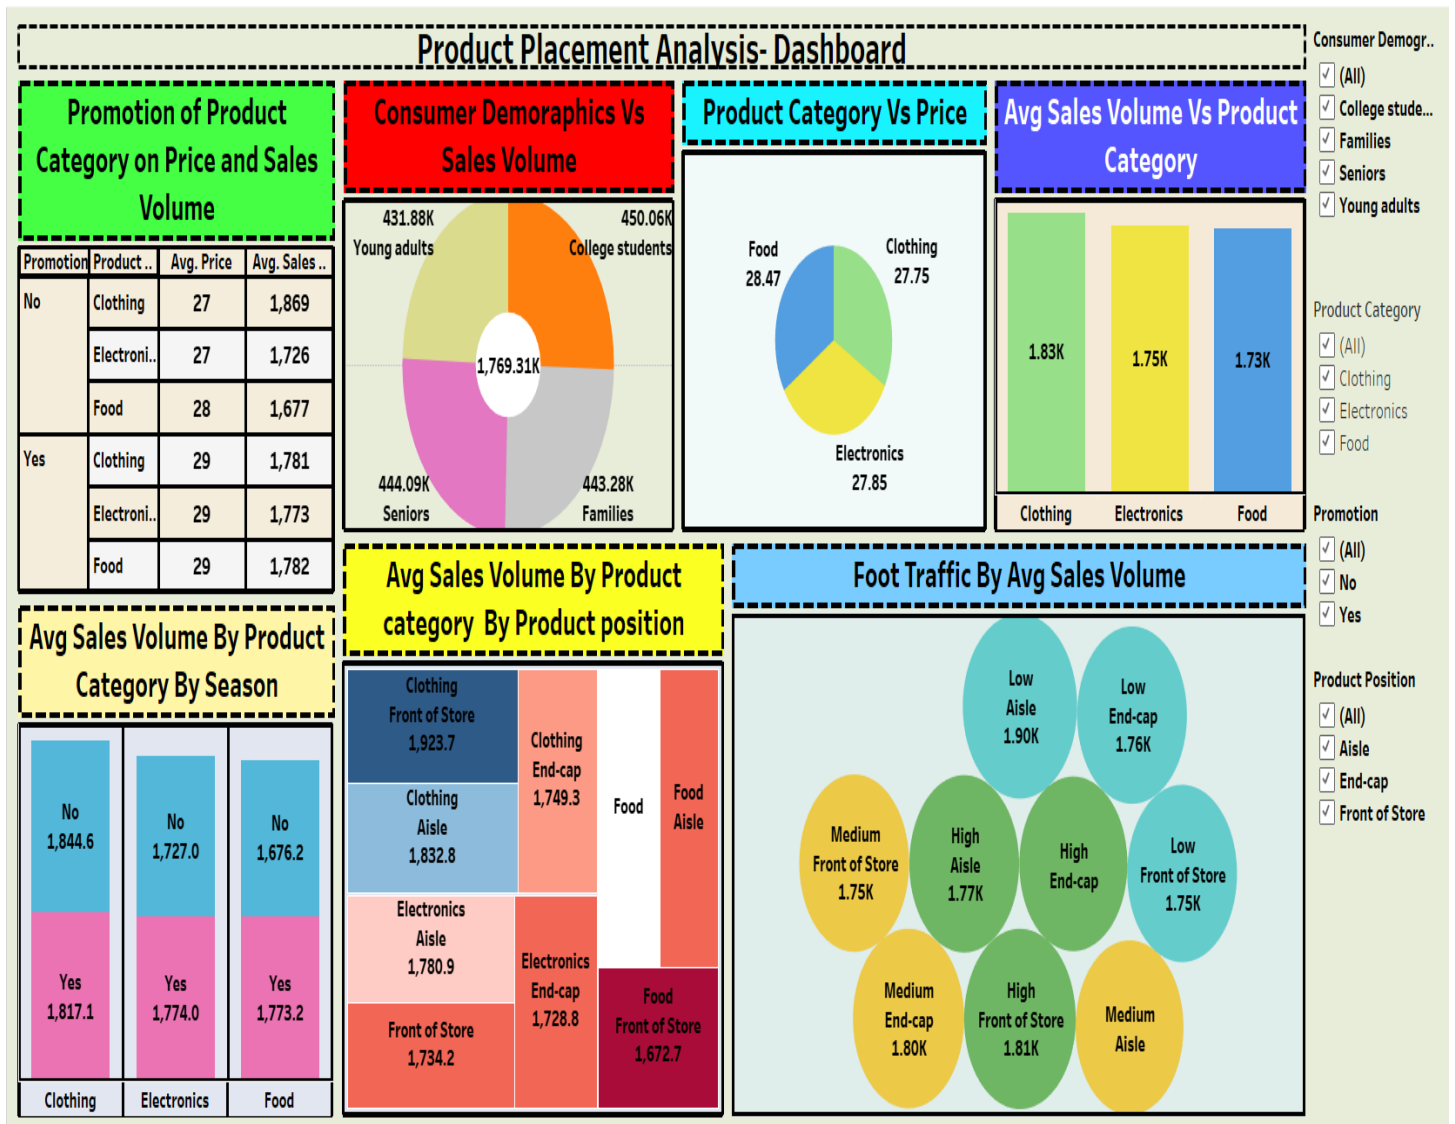 Product Placement Analysis- Dashboard
Promotion of Product
Category on Price and Sales
Volume
Promotion Product .. Avg. Price Avg. Sales ..
No Clothing 27 1,869
Electroni.. 27 1,726
Food 28 1,677
Yes Clothing 29 1,781
Electroni.. 29 1,773
Food 29 1,782
Consumer Demoraphics Vs
Sales Volume
431.88K
Young adults
450.06K
College students
1,769.31K
444.09K
Seniors
443.28K
Families
Product Category Vs Price
Food
28.47
Clothing
27.75
Electronics
27.85
Avg Sales Volume Vs Product
Category
1.83K
1.75K
1.73K
Clothing
Electronics
Food
Avg Sales Volume By Product
Category By Season
No
1,844.6
No
1,727.0
No
1,676.2
Yes
1,817.1
Yes
1,774.0
Yes
1,773.2
Clothing
Electronics
Food
Avg Sales Volume By Product
category By Product position
Clothing
Front of Store
1,923.7
Clothing
Aisle
1,832.8
Clothing
End-cap
1,749.3
Electronics
Aisle
1,780.9
Front of Store
1,734.2
Electronics
End-cap
1,728.8
Food
Food
Aisle
Food
Front of Store
1,672.7
Foot Traffic By Avg Sales Volume
Low
Aisle
1.90K
Low
End-cap
1.76K
Medium
Front of Store
1.75K
High
Aisle
1.77K
High
End-cap
Low
Front of Store
1.75K
Medium
End-cap
1.80K
High
Front of Store
1.81K
Medium
Aisle
Consumer Demogr..
(All)
College stude...
Families
Seniors
Young adults
Product Category
(All)
Clothing
Electronics
Food
Promotion
(All)
No
Yes
Product Position
(All)
Aisle
End-cap
Front of Store